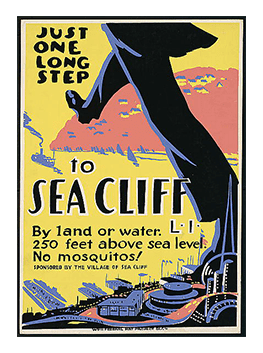 JUST
ONE
LONG
STEP
to
SEA CLIFF
L·I·
By land or water.
250 feet above sea level.
No mosquitos!
SPONSORED BY THE VILLAGE OF SEA CLIFF